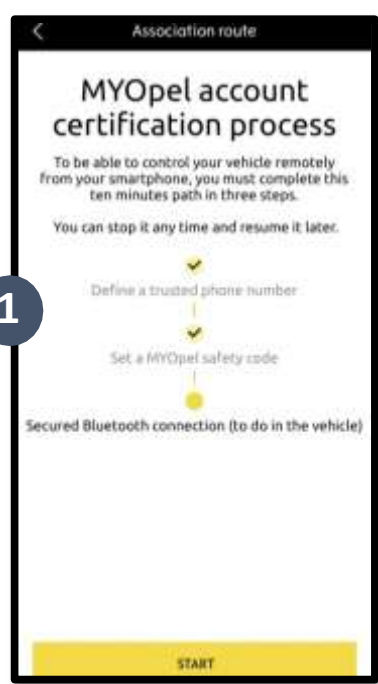 Association route
MYOpel account
certification process
To be able to control your vehicle remotely
from your smartphone, you must complete this
ten minutes path in three steps.
You can stop it any time and resume it later.
Define a trusted phone number
1
Set a MYOpel safety code
Secured Bluetooth connection (to do in the vehicle)
START